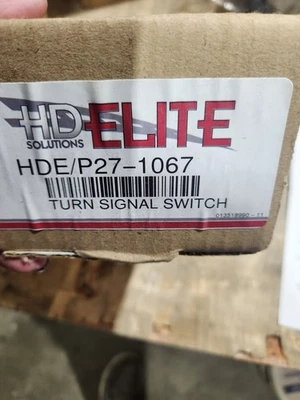 HD ELITE
SOLUTIONS
HDE/P27-1067
TURN SIGNAL SWITCH